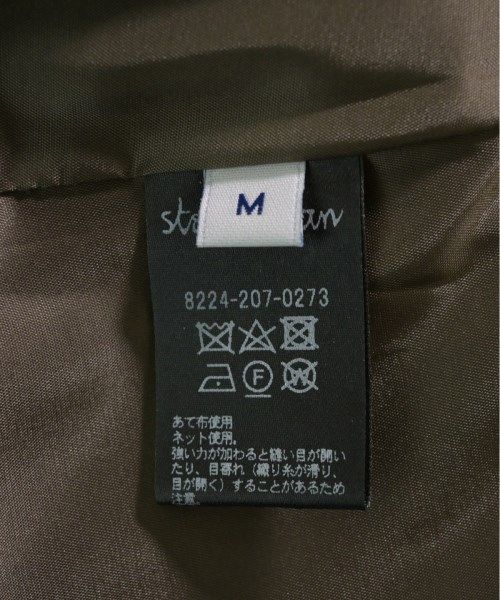 M
8224-207-0273
あて布使用
ネット使用.
強い力が加わると縫い目が開い
たり、目寄れ(織り糸が滑り、
目が開く)することがあるため
注意.